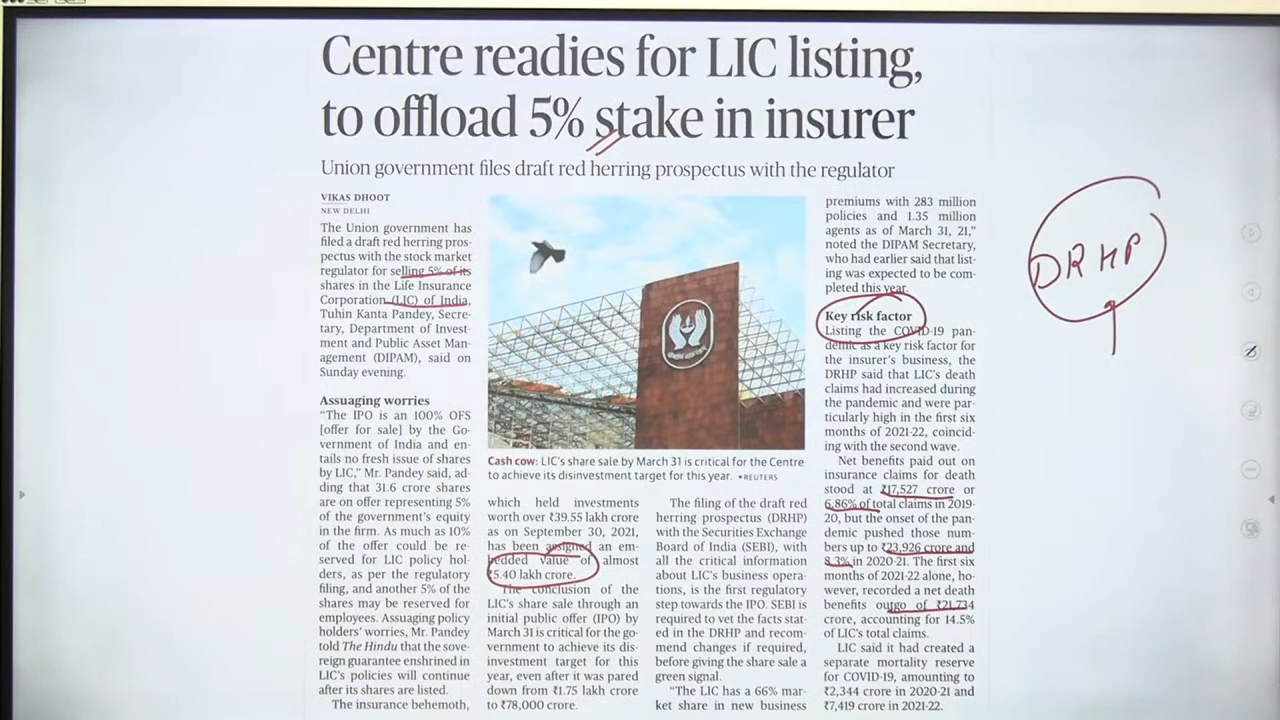 Centre readies for LIC listing,
to offload 5% stake in insurer
Union government files draft red herring prospectus with the regulator
VIKAS DHOOT
NEW DELHI
The Union government has
filed a draft red herring pros-
pectus with the stock market
regulator for selling 5% of its
shares in the Life Insurance
Corporation (LIC) of India,
Tuhin Kanta Pandey, Secre-
tary, Department of Invest-
ment and Public Asset Man-
agement (DIPAM), said on
Sunday evening.
Assuaging worries
“The IPO is an 100% OFS
[offer for sale] by the Go-
vernment of India and en-
tails no fresh issue of shares
by LIC,” Mr. Pandey said, ad-
ding that 31.6 crore shares
are on offer representing 5%
of the government’s equity
in the firm. As much as 10%
of the offer could be re-
served for LIC policy hol-
ders, as per the regulatory
filing, and another 5% of the
shares may be reserved for
employees. Assuaging policy
holders’ worries, Mr. Pandey
told The Hindu that the sove-
reign guarantee enshrined in
LIC’s policies will continue
after its shares are listed.
The insurance behemoth,
Cash cow: LIC’s share sale by March 31 is critical for the Centre
to achieve its disinvestment target for this year. •REUTERS
which held investments
worth over ₹39.55 lakh crore
as on September 30, 2021,
has been assigned an em-
bedded value of almost
₹5.40 lakh crore.
The conclusion of the
LIC’s share sale through an
initial public offer (IPO) by
March 31 is critical for the go-
vernment to achieve its dis-
investment target for this
year, even after it was pared
down from ₹1.75 lakh crore
to ₹78,000 crore.
The filing of the draft red
herring prospectus (DRHP)
with the Securities Exchange
Board of India (SEBI), with
all the critical information
about LIC’s business opera-
tions, is the first regulatory
step towards the IPO. SEBI is
required to vet the facts stat-
ed in the DRHP and recom-
mend changes if required,
before giving the share sale a
green signal.
“The LIC has a 66% mar-
ket share in new business
premiums with 283 million
policies and 1.35 million
agents as of March 31, 21,”
noted the DIPAM Secretary,
who had earlier said that list-
ing was expected to be com-
pleted this year.
Key risk factor
Listing the COVID-19 pan-
demic as a key risk factor for
the insurer’s business, the
DRHP said that LIC’s death
claims had increased during
the pandemic and were par-
ticularly high in the first six
months of 2021-22, coincid-
ing with the second wave.
Net benefits paid out on
insurance claims for death
stood at ₹17,527 crore or
6.86% of total claims in 2019-
20, but the onset of the pan-
demic pushed those num-
bers up to ₹23,926 crore and
8.3% in 2020-21. The first six
months of 2021-22 alone, ho-
wever, recorded a net death
benefits outgo of ₹21,734
crore, accounting for 14.5%
of LIC’s total claims.
LIC said it had created a
separate mortality reserve
for COVID-19, amounting to
₹2,344 crore in 2020-21 and
₹7,419 crore in 2021-22.
DRHP